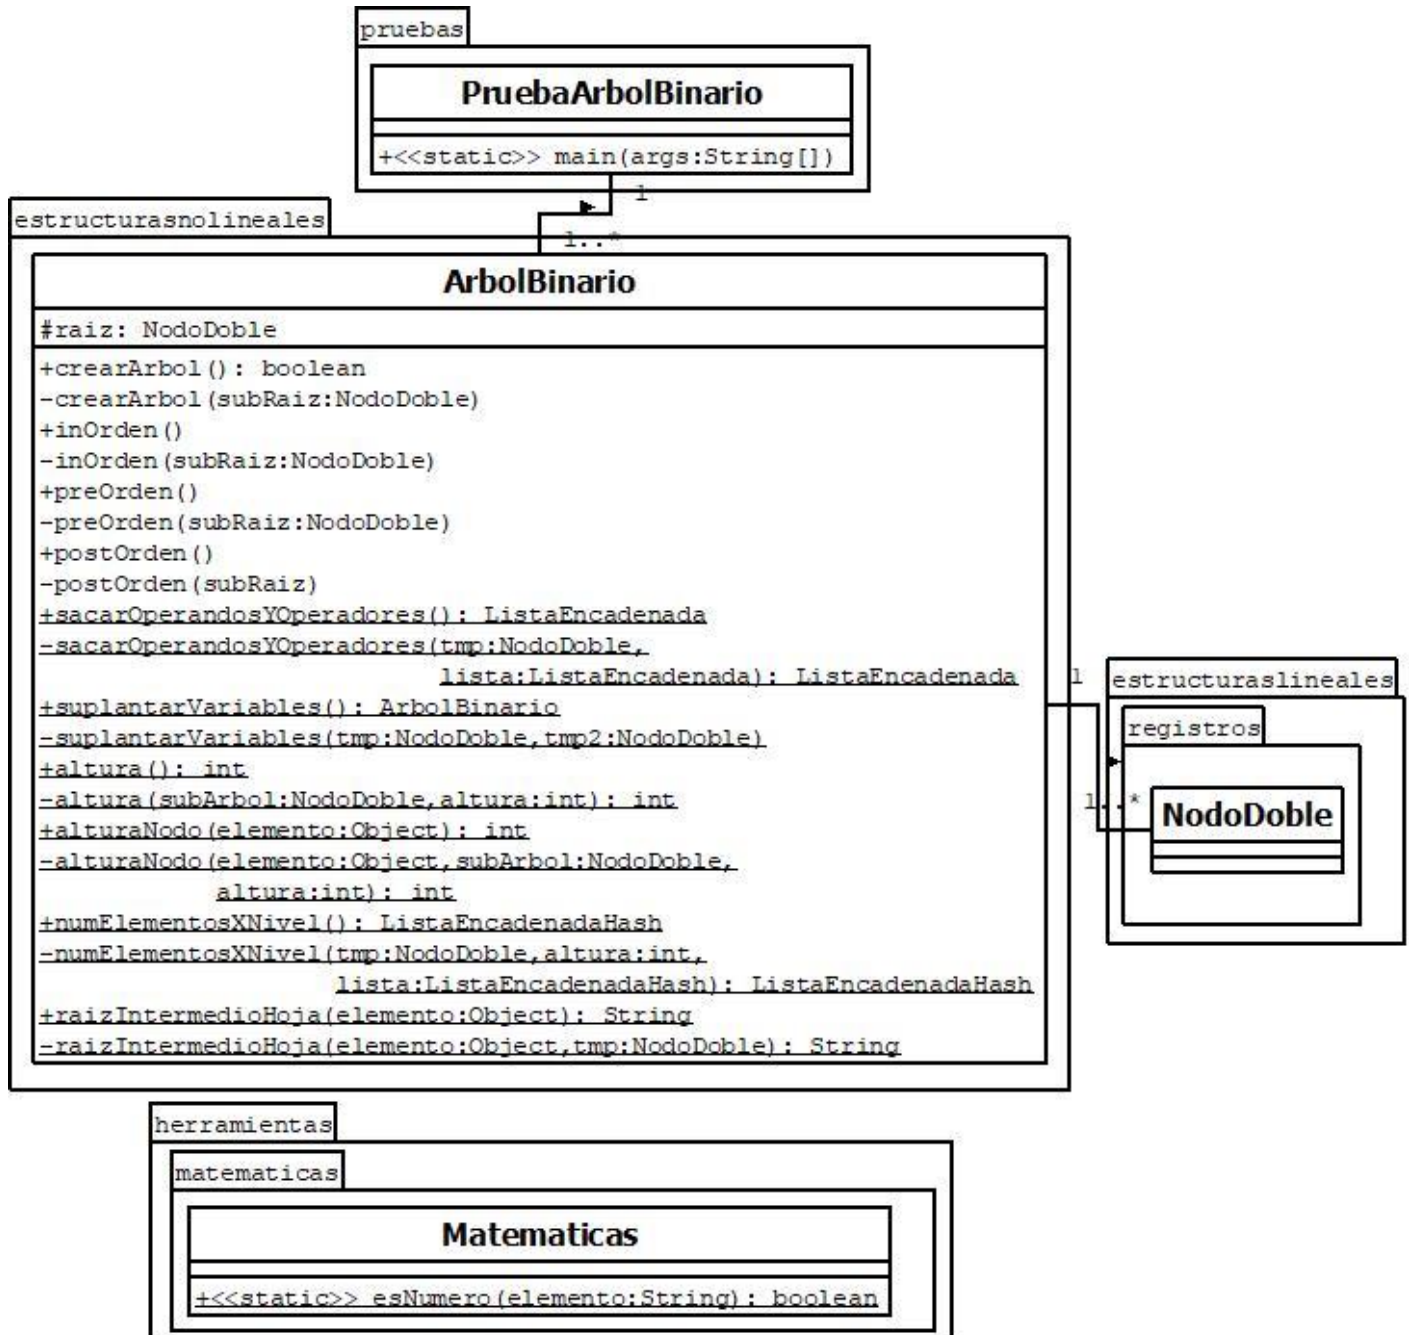 pruebas
PruebaArbolBinario
+<<static>> main(args:String[])
1
1..*
estructurasnolineales
ArbolBinario
#raiz: NodoDoble
+crearArbol(): boolean
-crearArbol(subRaiz:NodoDoble)
+inOrden()
-inOrden(subRaiz:NodoDoble)
+preOrden()
-preOrden(subRaiz:NodoDoble)
+postOrden()
-postOrden(subRaiz)
+sacarOperandosYOperadores(): ListaEncadenada
-sacarOperandosYOperadores(tmp:NodoDoble,
lista:ListaEncadenada): ListaEncadenada
+suplantarVariables(): ArbolBinario
-suplantarVariables(tmp:NodoDoble,tmp2:NodoDoble)
+altura(): int
-altura(subArbol:NodoDoble,altura:int): int
+alturaNodo(elemento:Object): int
-alturaNodo(elemento:Object,subArbol:NodoDoble,
altura:int): int
+numElementosXNivel(): ListaEncadenadaHash
-numElementosXNivel(tmp:NodoDoble,altura:int,
lista:ListaEncadenadaHash): ListaEncadenadaHash
+raizIntermedioHoja(elemento:Object): String
-raizIntermedioHoja(elemento:Object,tmp:NodoDoble): String
1
estructuraslineales
registros
1..*
NodoDoble
herramientas
matematicas
Matematicas
+<<static>> esNumero(elemento:String): boolean